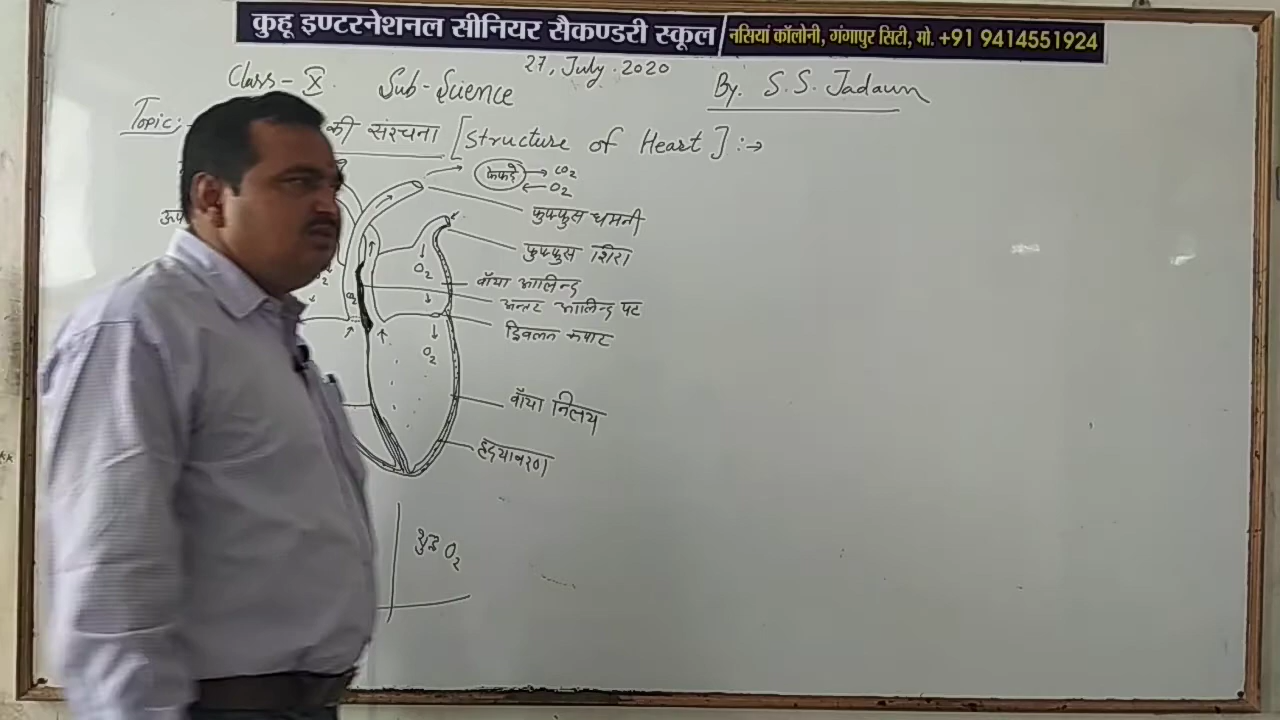 कुहू इण्टरनेशनल सीनियर सैकण्डरी स्कूल नसियां कॉलोनी, गंगापुर सिटी, मो. +91 9414551924
27, July. 2020
Class- X Sub-Science By. S.S. Jadaun
Topic;- की संरचना [Structure of Heart] :→
फेफड़े → CO2
← O2
फुफ्फुस धमनी
फुफ्फुस शिरा
O2
बाँया आलिन्द
अन्तर आलिन्द पट
द्विवलन कपाट
O2
बाँया निलय
हृदयावरण
शुद्ध O2